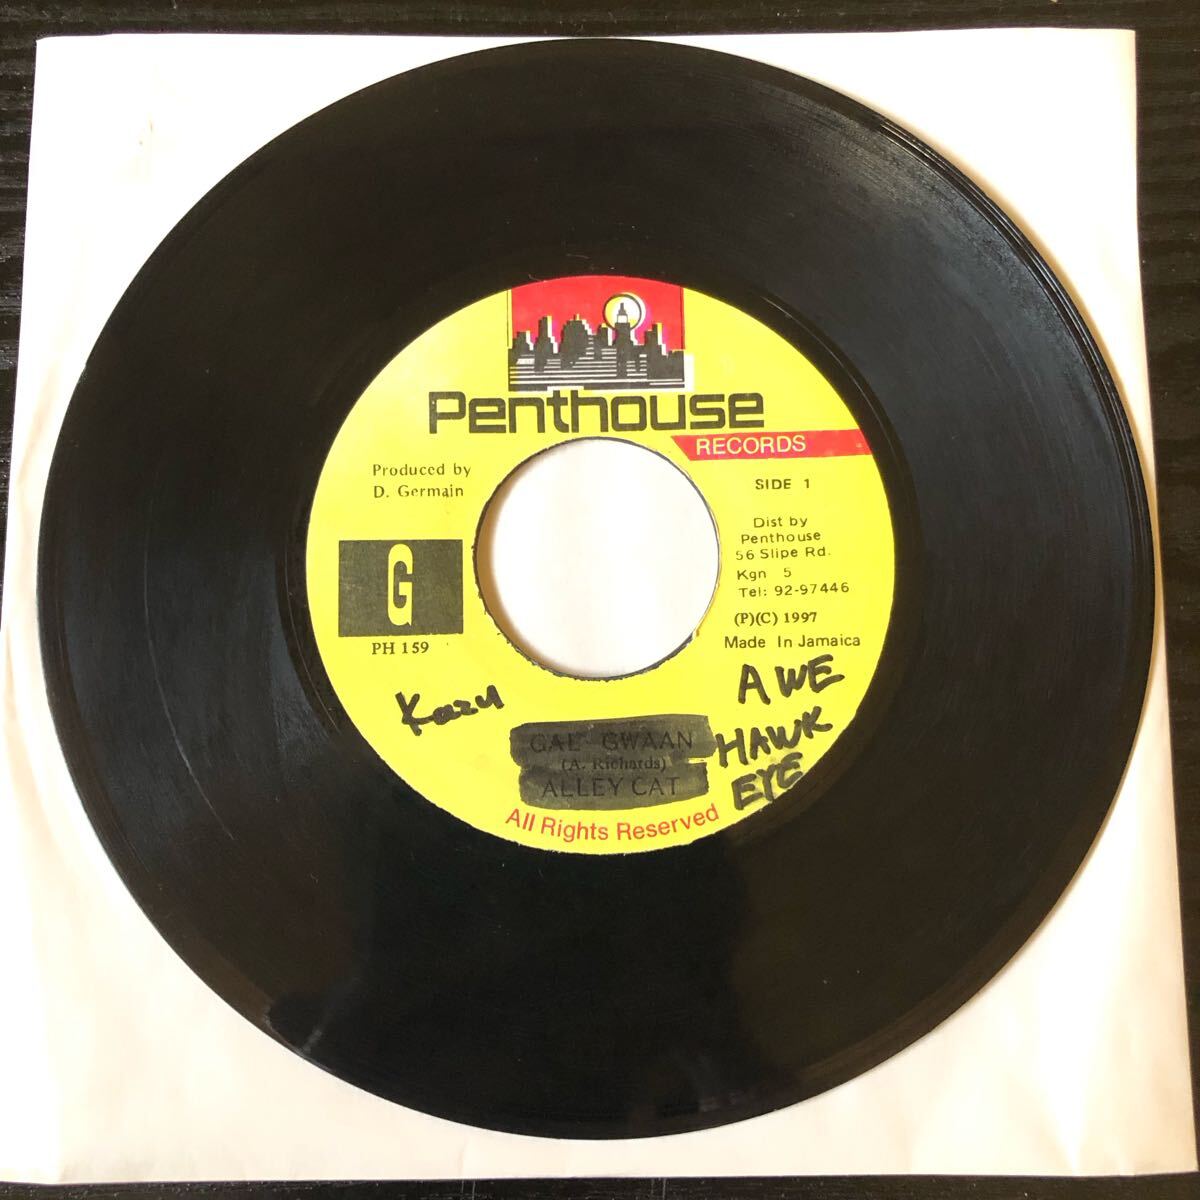 Penthouse
RECORDS
Produced by
D. Germain
SIDE 1
Dist by
Penthouse
56 Slipe Rd.
Kgn 5
Tel: 92-97446
(P)(C) 1997
Made In Jamaica
G
PH 159
Kazu
A WE
HAWK
EYE
GAL GWAAN
(A. Richards)
ALLEY CAT
All Rights Reserved